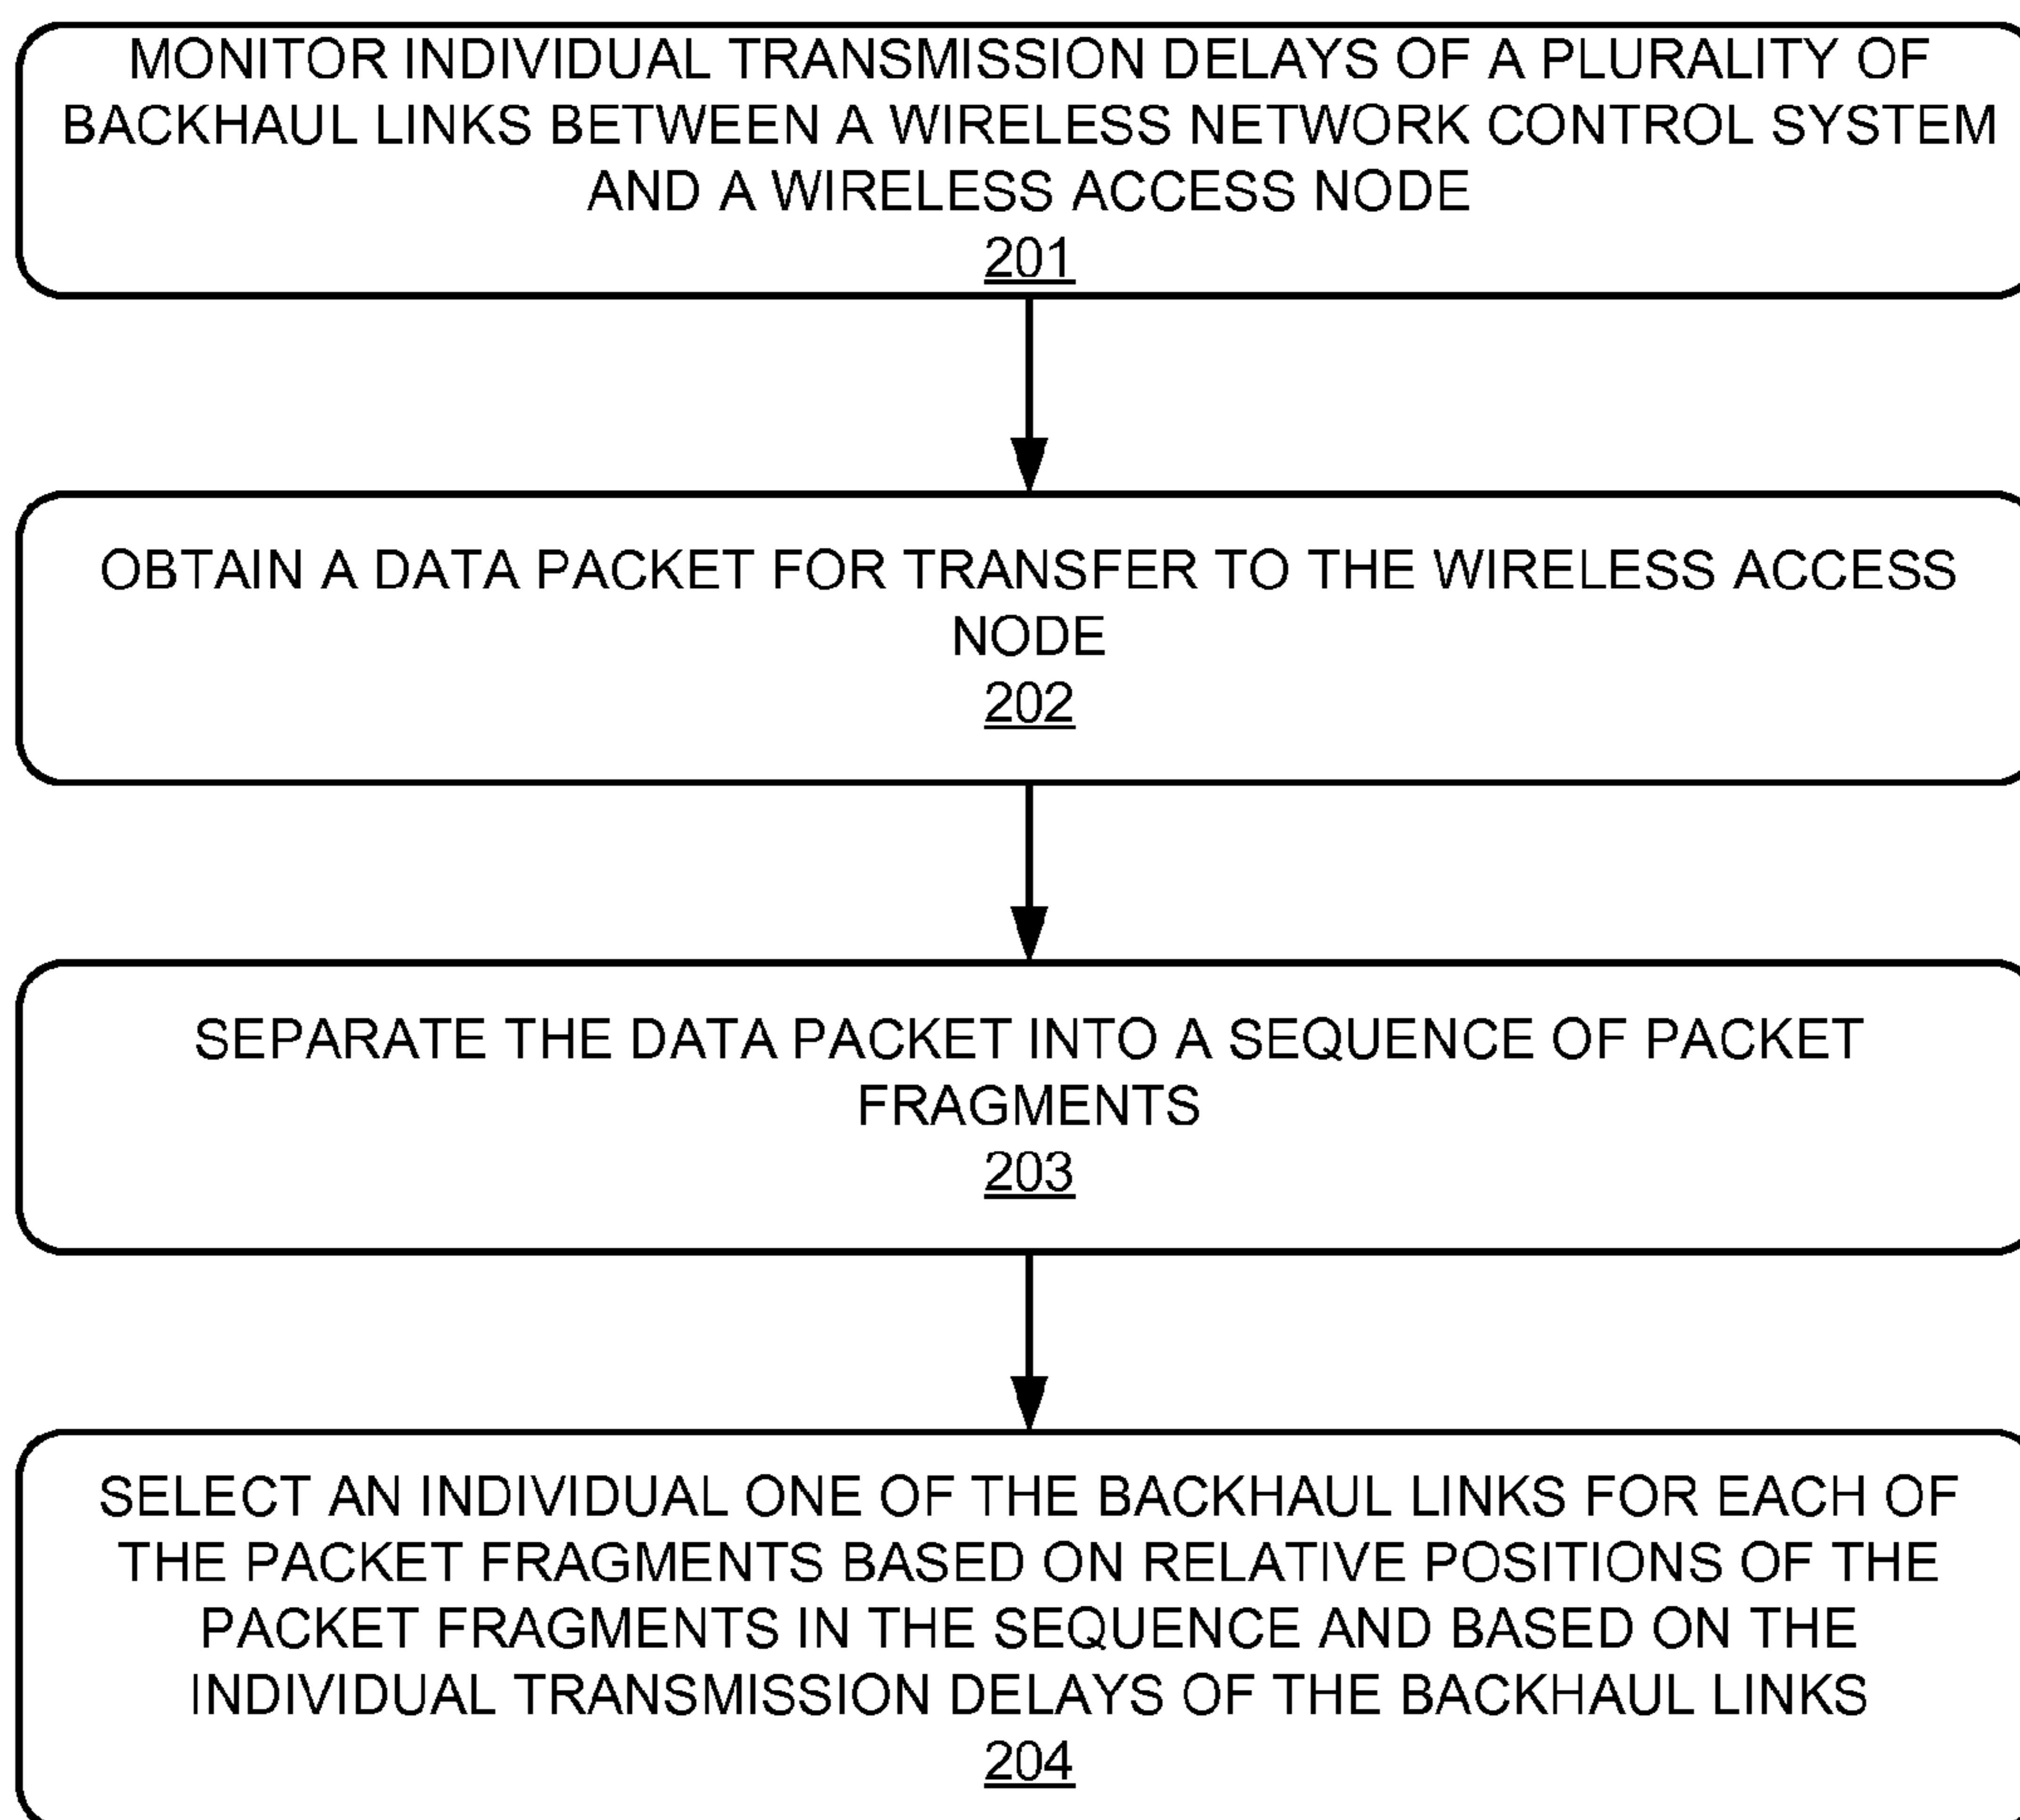 MONITOR INDIVIDUAL TRANSMISSION DELAYS OF A PLURALITY OF
BACKHAUL LINKS BETWEEN A WIRELESS NETWORK CONTROL SYSTEM
AND A WIRELESS ACCESS NODE
201
OBTAIN A DATA PACKET FOR TRANSFER TO THE WIRELESS ACCESS
NODE
202
SEPARATE THE DATA PACKET INTO A SEQUENCE OF PACKET
FRAGMENTS
203
SELECT AN INDIVIDUAL ONE OF THE BACKHAUL LINKS FOR EACH OF
THE PACKET FRAGMENTS BASED ON RELATIVE POSITIONS OF THE
PACKET FRAGMENTS IN THE SEQUENCE AND BASED ON THE
INDIVIDUAL TRANSMISSION DELAYS OF THE BACKHAUL LINKS
204